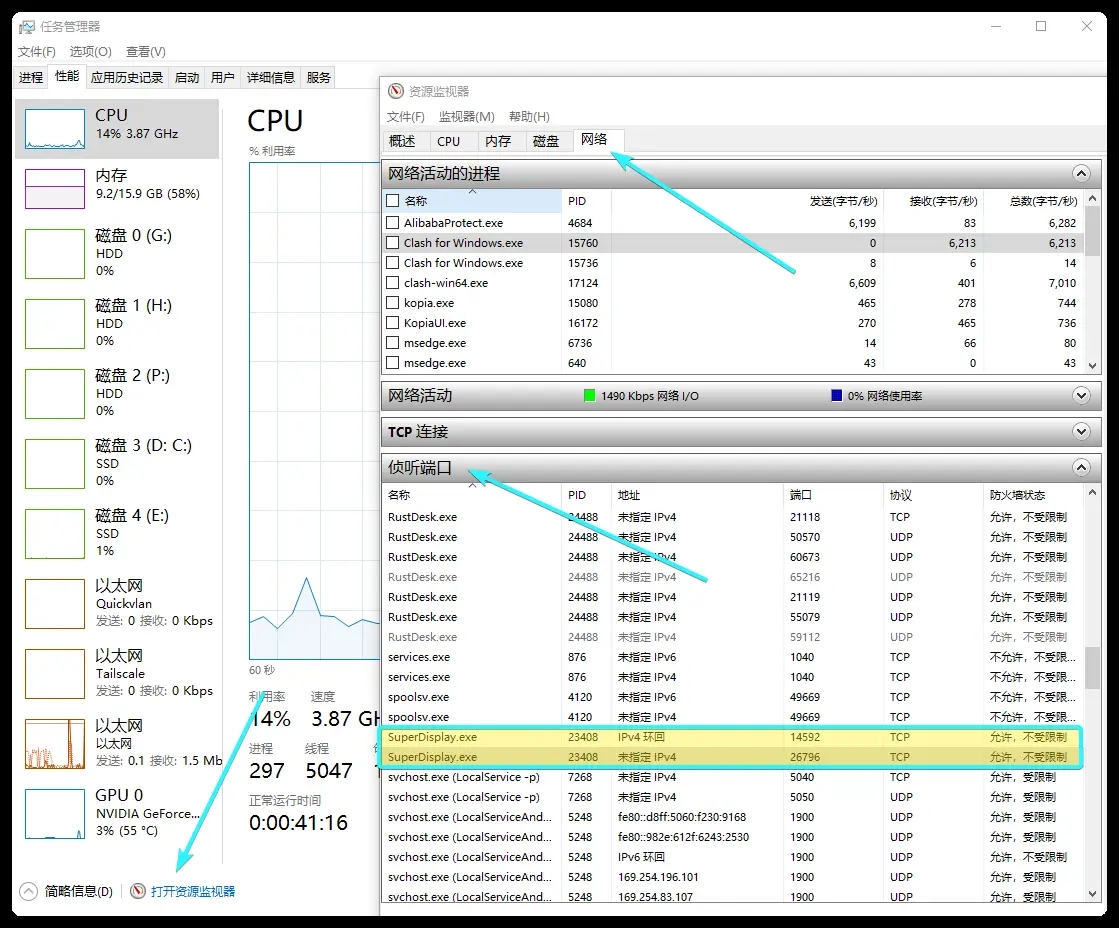 任务管理器
文件(F) 选项(O) 查看(V)
进程 性能 应用历史记录 启动 用户 详细信息 服务
CPU
14% 3.87 GHz
内存
9.2/15.9 GB (58%)
磁盘 0 (G:)
HDD
0%
磁盘 1 (H:)
HDD
0%
磁盘 2 (P:)
HDD
0%
磁盘 3 (D: C:)
SSD
0%
磁盘 4 (E:)
SSD
1%
以太网
Quickvlan
发送: 0 接收: 0 Kbps
以太网
Tailscale
发送: 0 接收: 0 Kbps
以太网
以太网
发送: 0.1 接收: 1.5 Mb
GPU 0
NVIDIA GeForce...
3% (55 °C)
简略信息(D) 打开资源监视器
CPU
% 利用率
60 秒
利用率 速度
14% 3.87 GH
进程 线程
297 5047
正常运行时间
0:00:41:16
资源监视器
文件(F) 监视器(M) 帮助(H)
概述 CPU 内存 磁盘 网络
网络活动的进程
名称 PID 发送(字节/秒) 接收(字节/秒) 总数(字节/秒)
AlibabaProtect.exe 4684 6,199 83 6,282
Clash for Windows.exe 15760 0 6,213 6,213
Clash for Windows.exe 15736 8 6 14
clash-win64.exe 17124 6,609 401 7,010
kopia.exe 15080 465 278 744
KopiaUI.exe 16172 270 465 736
msedge.exe 6736 14 66 80
msedge.exe 640 43 0 43
网络活动 1490 Kbps 网络 I/O 0% 网络使用率
TCP 连接
侦听端口
名称 PID 地址 端口 协议 防火墙状态
RustDesk.exe 24488 未指定 IPv4 21118 TCP 允许，不受限制
RustDesk.exe 24488 未指定 IPv4 50570 UDP 允许，不受限制
RustDesk.exe 24488 未指定 IPv4 60673 UDP 允许，不受限制
RustDesk.exe 24488 未指定 IPv4 65216 UDP 允许，不受限制
RustDesk.exe 24488 未指定 IPv4 21119 UDP 允许，不受限制
RustDesk.exe 24488 未指定 IPv4 55079 UDP 允许，不受限制
RustDesk.exe 24488 未指定 IPv4 59112 UDP 允许，不受限制
services.exe 876 未指定 IPv6 1040 TCP 不允许，不受限...
services.exe 876 未指定 IPv4 1040 TCP 不允许，不受限...
spoolsv.exe 4120 未指定 IPv6 49669 TCP 不允许，不受限...
spoolsv.exe 4120 未指定 IPv4 49669 TCP 不允许，不受限...
SuperDisplay.exe 23408 IPv4 环回 14592 TCP 允许，不受限制
SuperDisplay.exe 23408 未指定 IPv4 26796 TCP 允许，不受限制
svchost.exe (LocalService -p) 7268 未指定 IPv4 5040 TCP 允许，受限制
svchost.exe (LocalService -p) 7268 未指定 IPv4 5050 UDP 允许，受限制
svchost.exe (LocalServiceAnd... 5248 fe80::d8ff:5060:f230:9168 1900 UDP 允许，受限制
svchost.exe (LocalServiceAnd... 5248 fe80::982e:612f:6243:2530 1900 UDP 允许，受限制
svchost.exe (LocalServiceAnd... 5248 IPv6 环回 1900 UDP 允许，不受限制
svchost.exe (LocalServiceAnd... 5248 169.254.196.101 1900 UDP 允许，受限制
svchost.exe (LocalServiceAnd... 5248 169.254.83.107 1900 UDP 允许，受限制